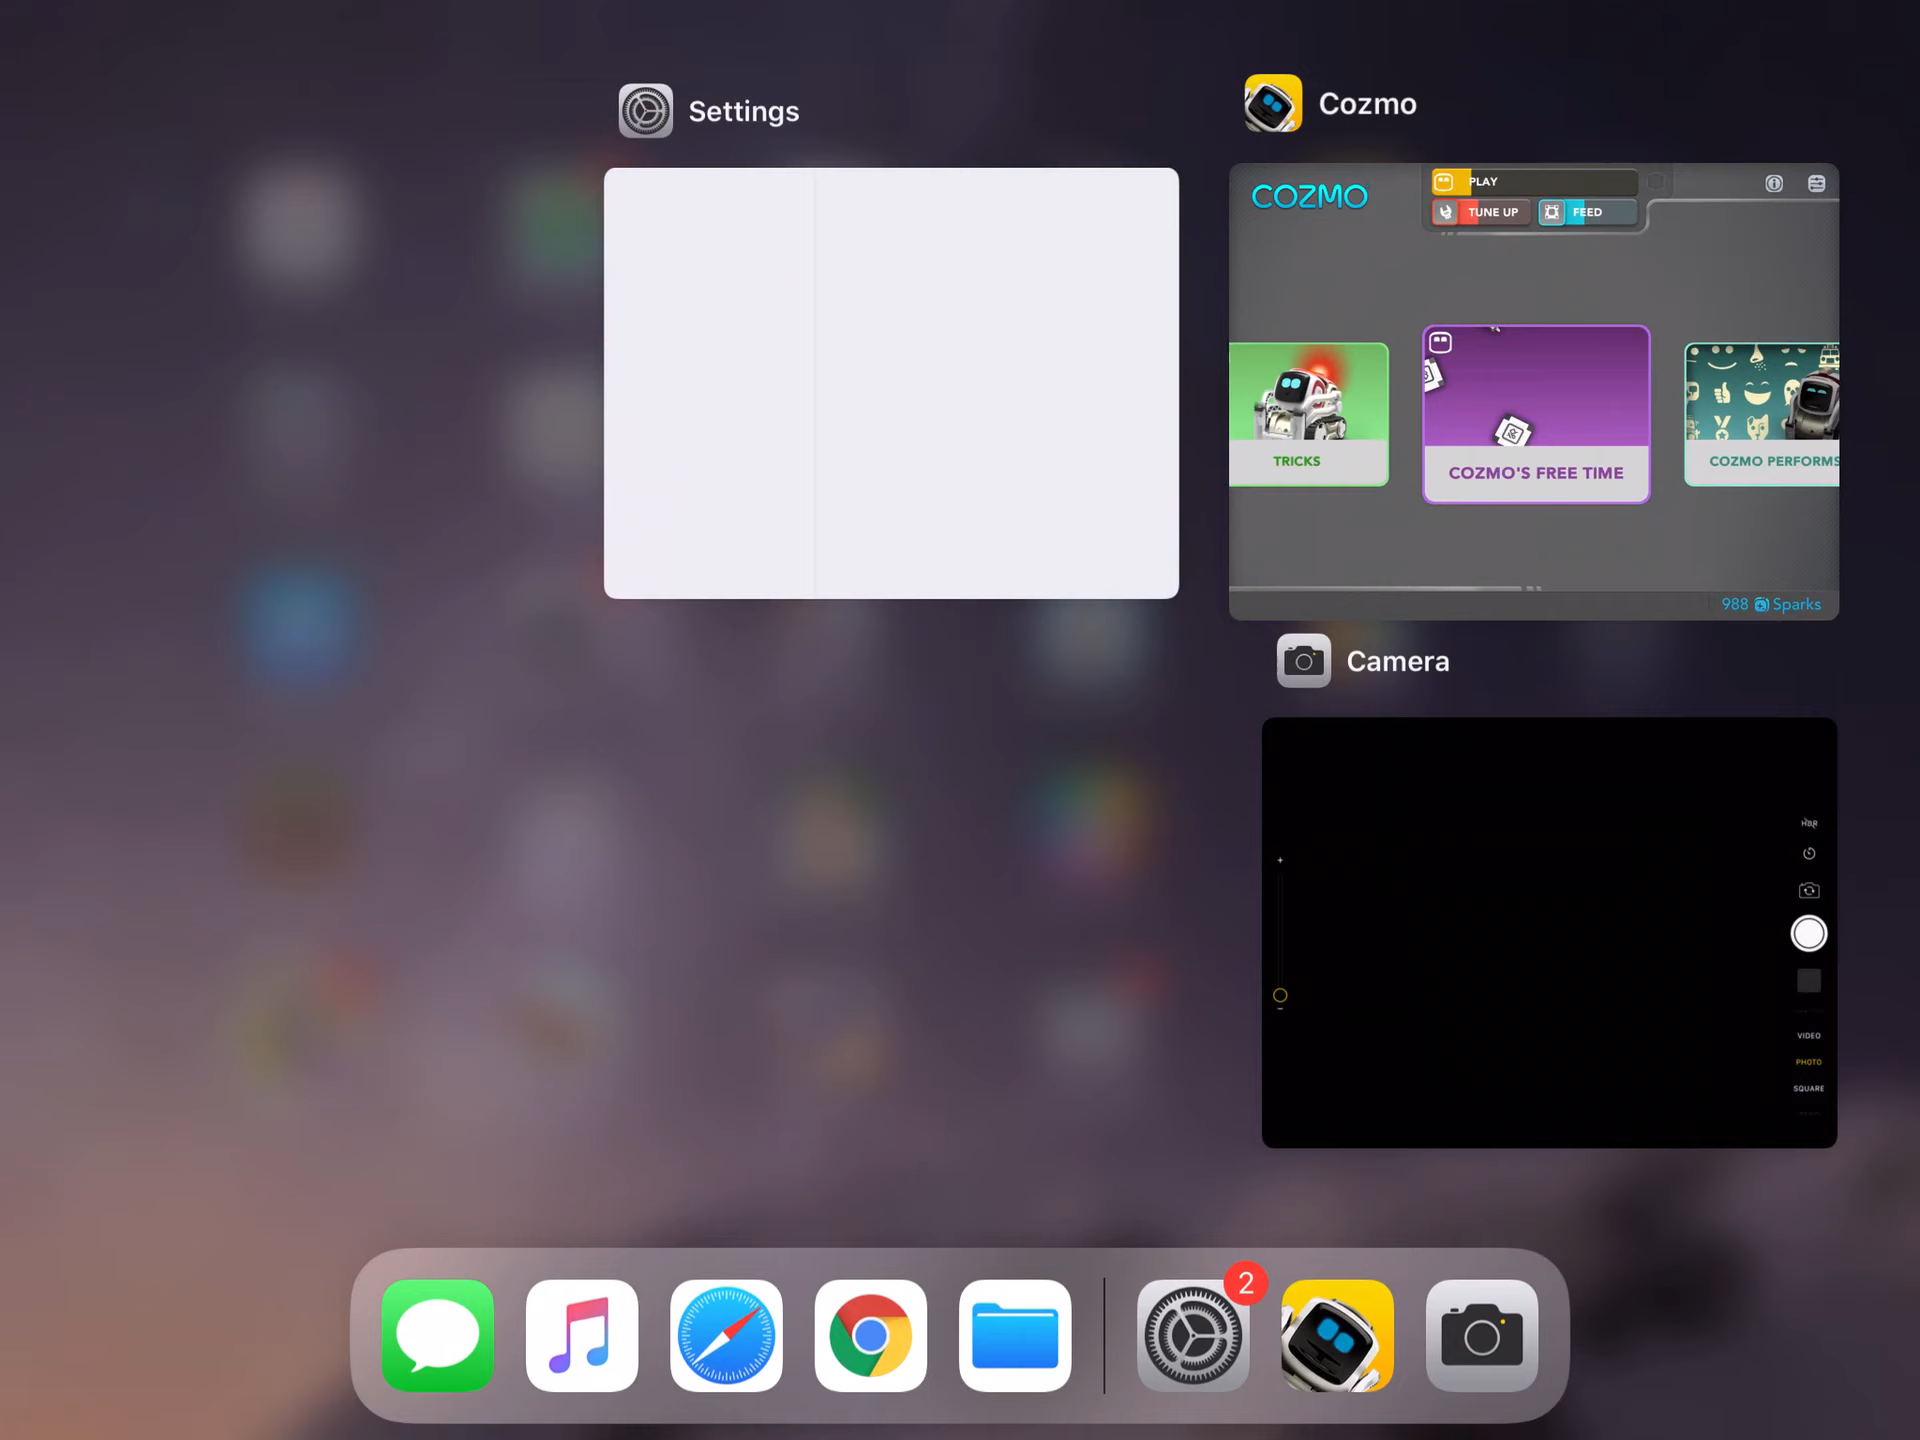 Settings
Cozmo
COZMO
PLAY
TUNE UP
FEED
TRICKS
COZMO'S FREE TIME
COZMO PERFORMS
988 Sparks
Camera
HDR
VIDEO
PHOTO
SQUARE
2